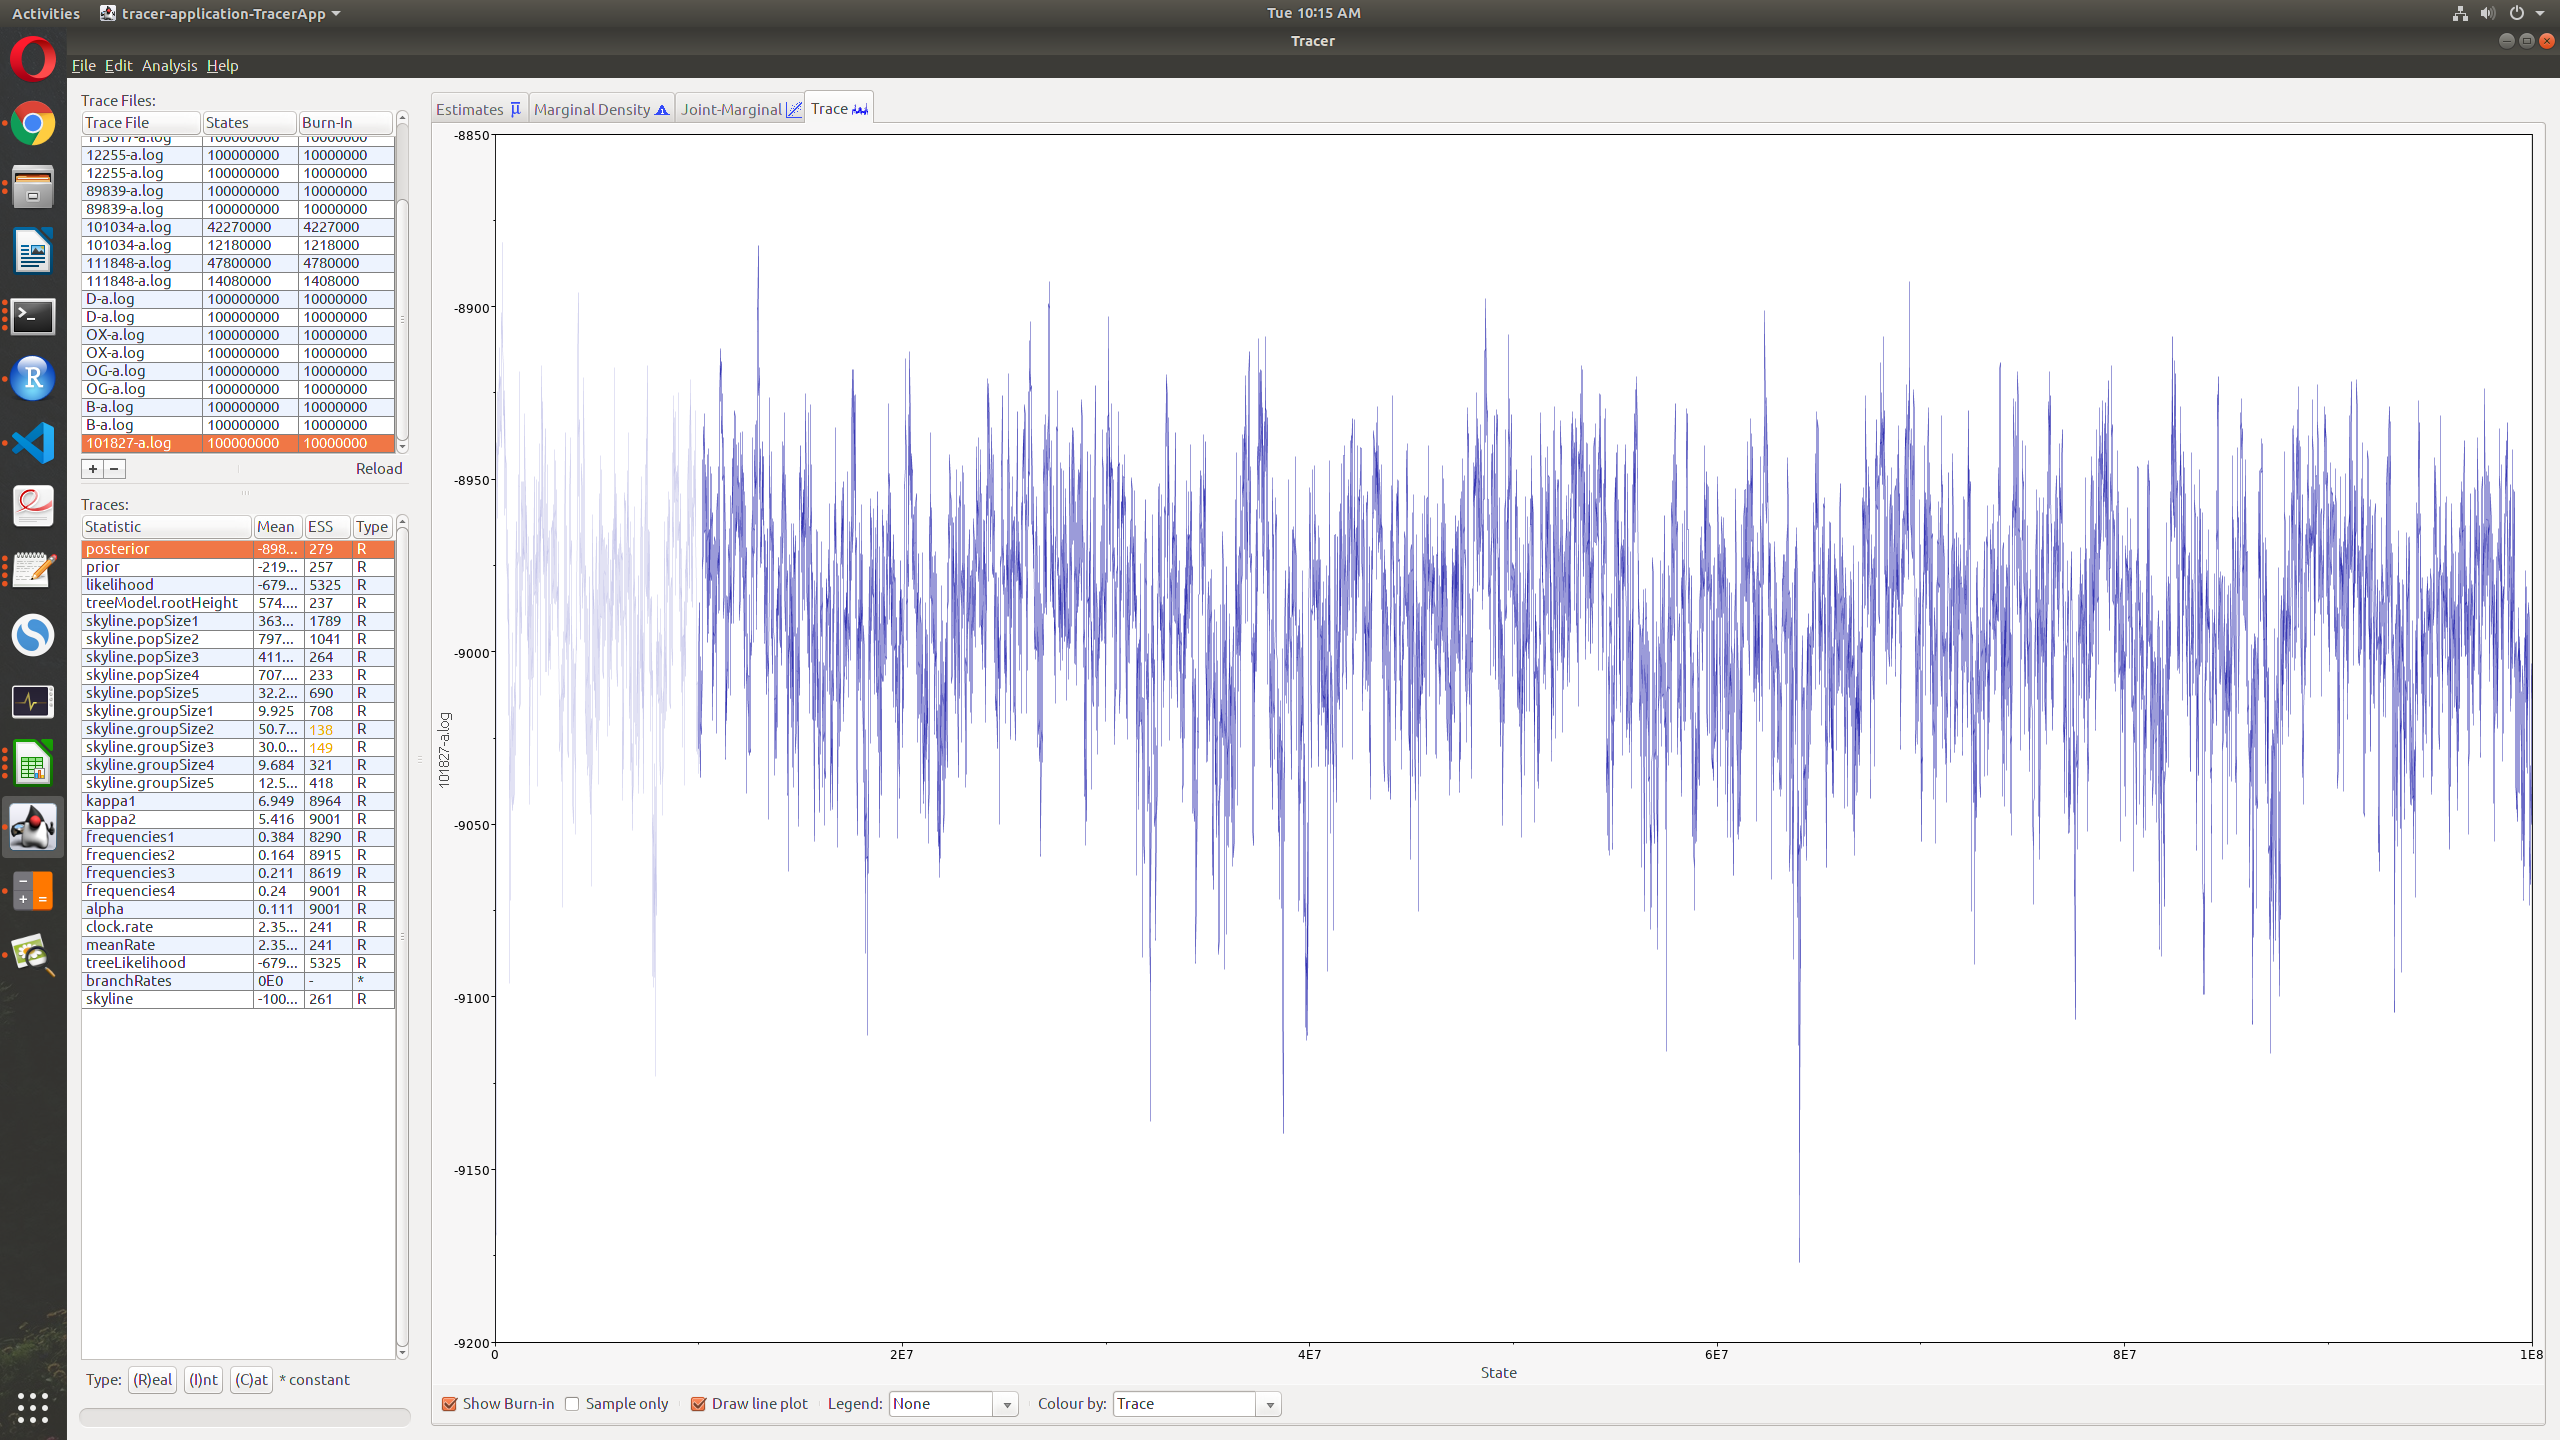 Activities tracer-application-TracerApp Tue 10:15 AM
Tracer
File Edit Analysis Help
Trace Files:
Trace File States Burn-In
113017-a.log 100000000 10000000
12255-a.log 100000000 10000000
12255-a.log 100000000 10000000
89839-a.log 100000000 10000000
89839-a.log 100000000 10000000
101034-a.log 42270000 4227000
101034-a.log 12180000 1218000
111848-a.log 47800000 4780000
111848-a.log 14080000 1408000
D-a.log 100000000 10000000
D-a.log 100000000 10000000
OX-a.log 100000000 10000000
OX-a.log 100000000 10000000
OG-a.log 100000000 10000000
OG-a.log 100000000 10000000
B-a.log 100000000 10000000
B-a.log 100000000 10000000
101827-a.log 100000000 10000000
+ − Reload
Traces:
Statistic Mean ESS Type
posterior -898... 279 R
prior -219... 257 R
likelihood -679... 5325 R
treeModel.rootHeight 574.... 237 R
skyline.popSize1 363... 1789 R
skyline.popSize2 797... 1041 R
skyline.popSize3 411... 264 R
skyline.popSize4 707.... 233 R
skyline.popSize5 32.2... 690 R
skyline.groupSize1 9.925 708 R
skyline.groupSize2 50.7... 138 R
skyline.groupSize3 30.0... 149 R
skyline.groupSize4 9.684 321 R
skyline.groupSize5 12.5... 418 R
kappa1 6.949 8964 R
kappa2 5.416 9001 R
frequencies1 0.384 8290 R
frequencies2 0.164 8915 R
frequencies3 0.211 8619 R
frequencies4 0.24 9001 R
alpha 0.111 9001 R
clock.rate 2.35... 241 R
meanRate 2.35... 241 R
treeLikelihood -679... 5325 R
branchRates 0E0 - *
skyline -100... 261 R
Type: (R)eal (I)nt (C)at * constant
Estimates μ Marginal Density Joint-Marginal Trace
-8850
-8900
-8950
-9000
-9050
-9100
-9150
-9200
101827-a.log
0 2E7 4E7 6E7 8E7 1E8
State
Show Burn-in Sample only Draw line plot Legend: None Colour by: Trace